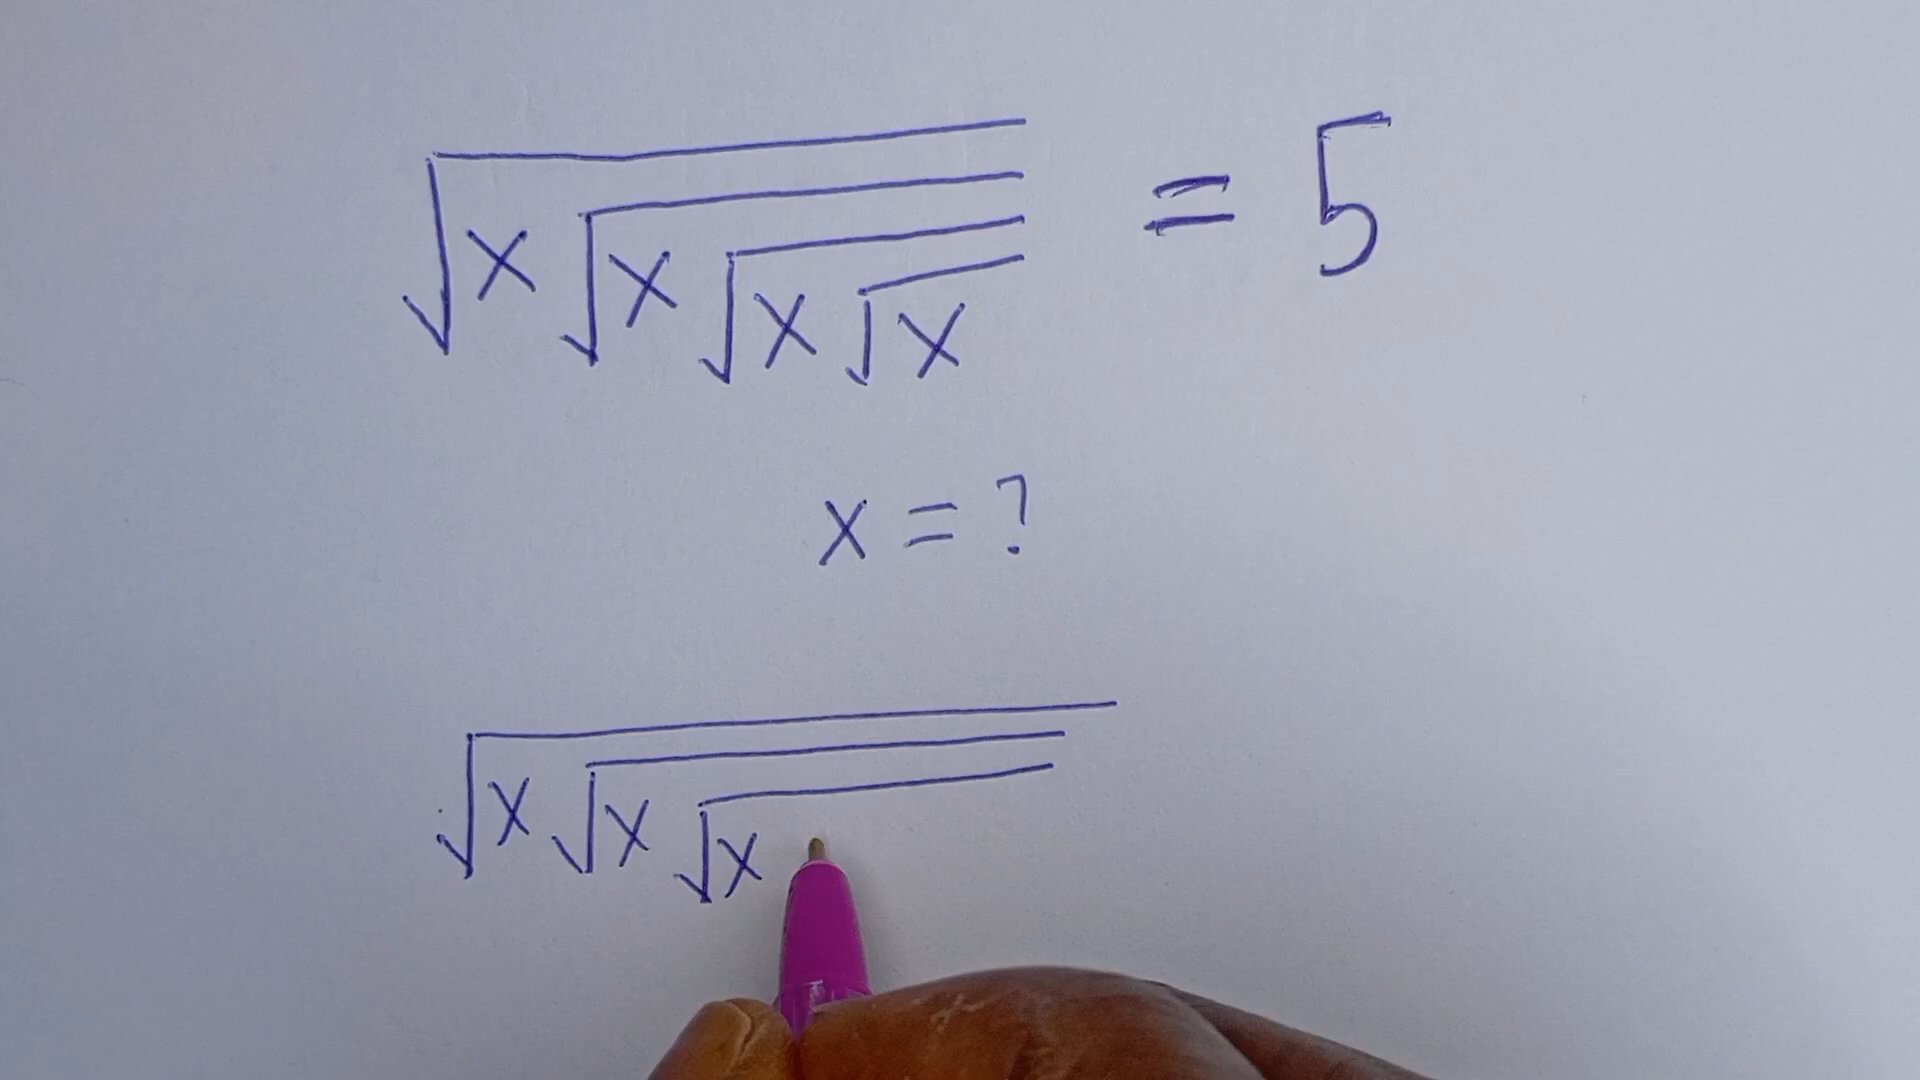 √x√x√x√x = 5
x = ?
√x√x√x